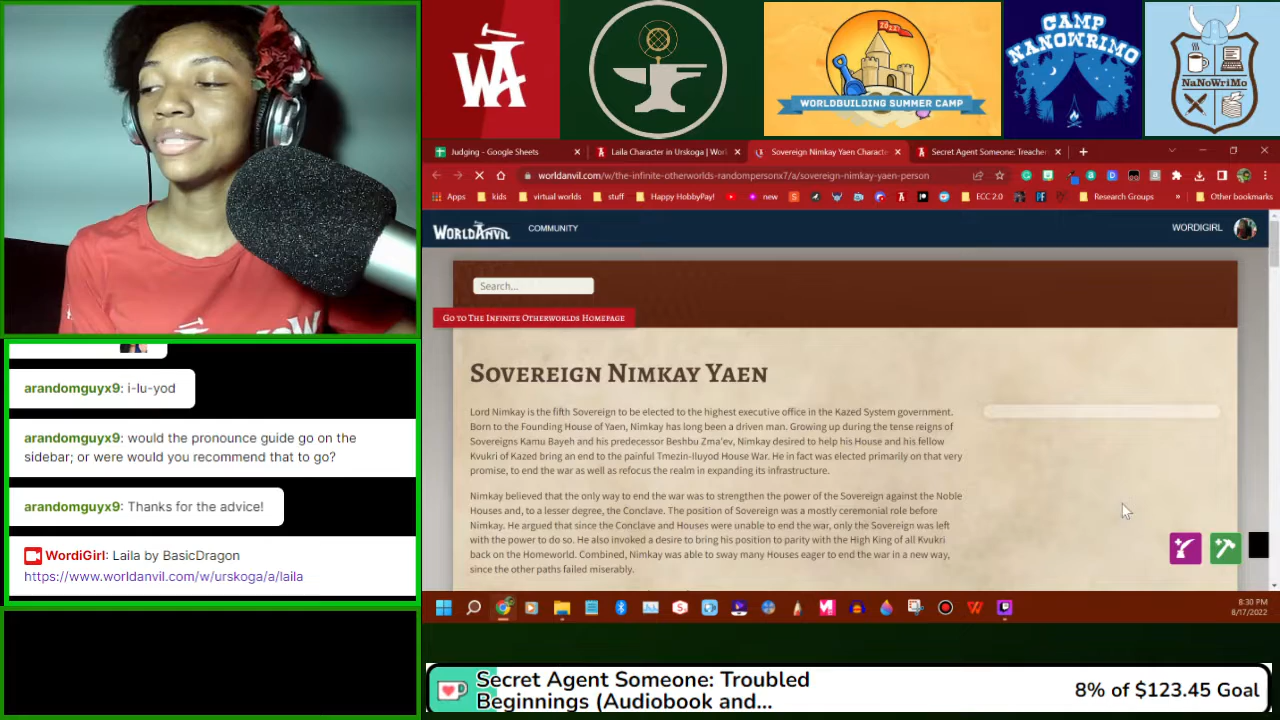 arandomguyx9: i-lu-yod
arandomguyx9: would the pronounce guide go on the
sidebar; or were would you recommend that to go?
arandomguyx9: Thanks for the advice!
WordiGirl: Laila by BasicDragon
https://www.worldanvil.com/w/urskoga/a/laila
WA
2022
WORLDBUILDING SUMMER CAMP
CAMP
NANOWRIMO
NaNoWriMo
Judging - Google Sheets
Laila Character in Urskoga | Worl
Sovereign Nimkay Yaen Characte
Secret Agent Someone: Treacher
worldanvil.com/w/the-infinite-otherworlds-randompersonx7/a/sovereign-nimkay-yaen-person
Apps
kids
virtual worlds
stuff
Happy HobbyPay!
new
ECC 2.0
Research Groups
»
Other bookmarks
WORLDANVIL
COMMUNITY
WORDIGIRL
Search...
Go to The Infinite Otherworlds Homepage
Sovereign Nimkay Yaen
Lord Nimkay is the fifth Sovereign to be elected to the highest executive office in the Kazed System government.
Born to the Founding House of Yaen, Nimkay has long been a driven man. Growing up during the tense reigns of
Sovereigns Kamu Bayeh and his predecessor Beshbu Zma'ev, Nimkay desired to help his House and his fellow
Kvukri of Kazed bring an end to the painful Tmezin-Iluyod House War. He in fact was elected primarily on that very
promise, to end the war as well as refocus the realm in expanding its infrastructure.
Nimkay believed that the only way to end the war was to strengthen the power of the Sovereign against the Noble
Houses and, to a lesser degree, the Conclave. The position of Sovereign was a mostly ceremonial role before
Nimkay. He argued that since the Conclave and Houses were unable to end the war, only the Sovereign was left
with the power to do so. He also invoked a desire to bring his position to parity with the High King of all Kvukri
back on the Homeworld. Combined, Nimkay was able to sway many Houses eager to end the war in a new way,
since the other paths failed miserably.
8:30 PM
8/17/2022
Secret Agent Someone: Troubled
Beginnings (Audiobook and...
8% of $123.45 Goal